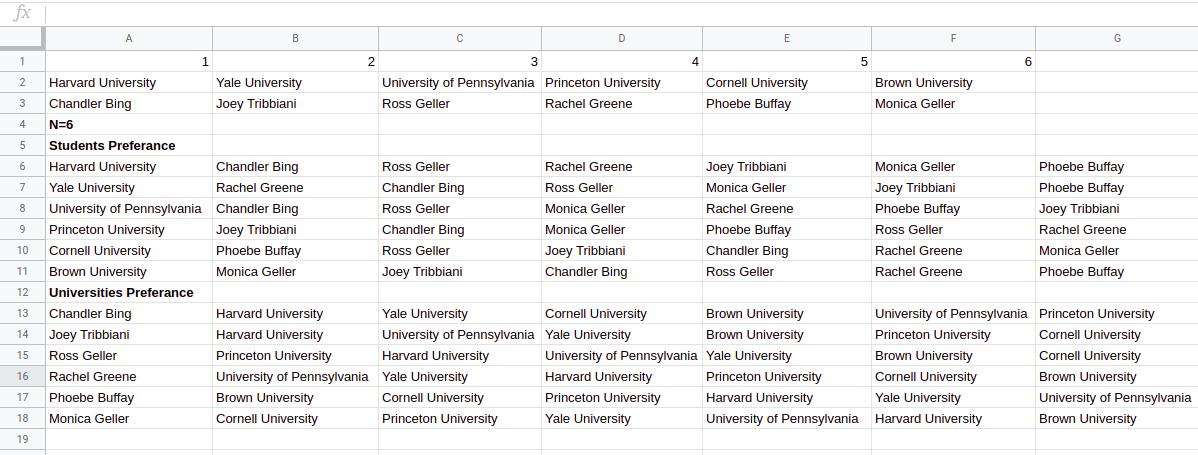 fx
A B C D E F G
1 1 2 3 4 5 6
2 Harvard University Yale University University of Pennsylvania Princeton University Cornell University Brown University
3 Chandler Bing Joey Tribbiani Ross Geller Rachel Greene Phoebe Buffay Monica Geller
4 N=6
5 Students Preferance
6 Harvard University Chandler Bing Ross Geller Rachel Greene Joey Tribbiani Monica Geller Phoebe Buffay
7 Yale University Rachel Greene Chandler Bing Ross Geller Monica Geller Joey Tribbiani Phoebe Buffay
8 University of Pennsylvania Chandler Bing Ross Geller Monica Geller Rachel Greene Phoebe Buffay Joey Tribbiani
9 Princeton University Joey Tribbiani Chandler Bing Monica Geller Phoebe Buffay Ross Geller Rachel Greene
10 Cornell University Phoebe Buffay Ross Geller Joey Tribbiani Chandler Bing Rachel Greene Monica Geller
11 Brown University Monica Geller Joey Tribbiani Chandler Bing Ross Geller Rachel Greene Phoebe Buffay
12 Universities Preferance
13 Chandler Bing Harvard University Yale University Cornell University Brown University University of Pennsylvania Princeton University
14 Joey Tribbiani Harvard University University of Pennsylvania Yale University Brown University Princeton University Cornell University
15 Ross Geller Princeton University Harvard University University of Pennsylvania Yale University Brown University Cornell University
16 Rachel Greene University of Pennsylvania Yale University Harvard University Princeton University Cornell University Brown University
17 Phoebe Buffay Brown University Cornell University Princeton University Harvard University Yale University University of Pennsylvania
18 Monica Geller Cornell University Princeton University Yale University University of Pennsylvania Harvard University Brown University
19